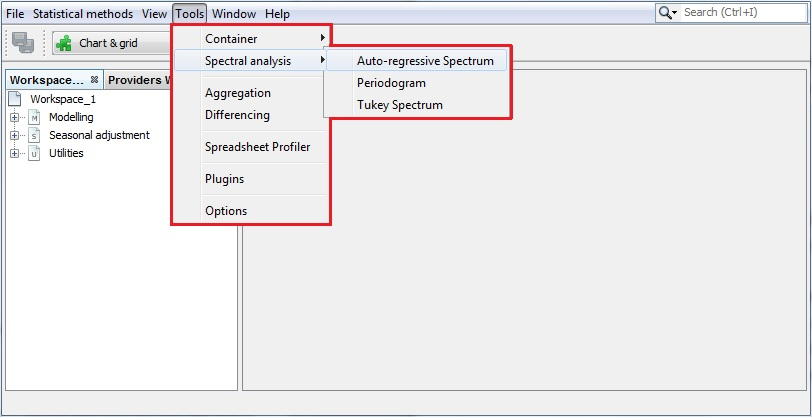 File Statistical methods View Tools Window Help Search (Ctrl+I)
Chart & grid
Workspace... Providers W
Workspace_1
M Modelling
S Seasonal adjustment
U Utilities
Container
Spectral analysis
Aggregation
Differencing
Spreadsheet Profiler
Plugins
Options
Auto-regressive Spectrum
Periodogram
Tukey Spectrum